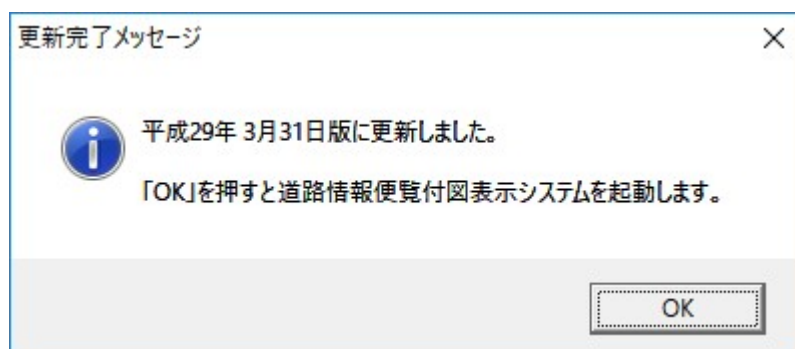 更新完了メッセージ
平成29年 3月31日版に更新しました。
「OK」を押すと道路情報便覧付図表示システムを起動します。
OK